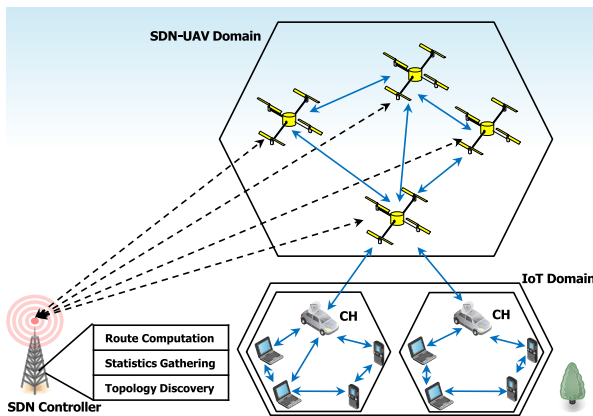 SDN-UAV Domain
IoT Domain
CH
CH
Route Computation
Statistics Gathering
Topology Discovery
SDN Controller